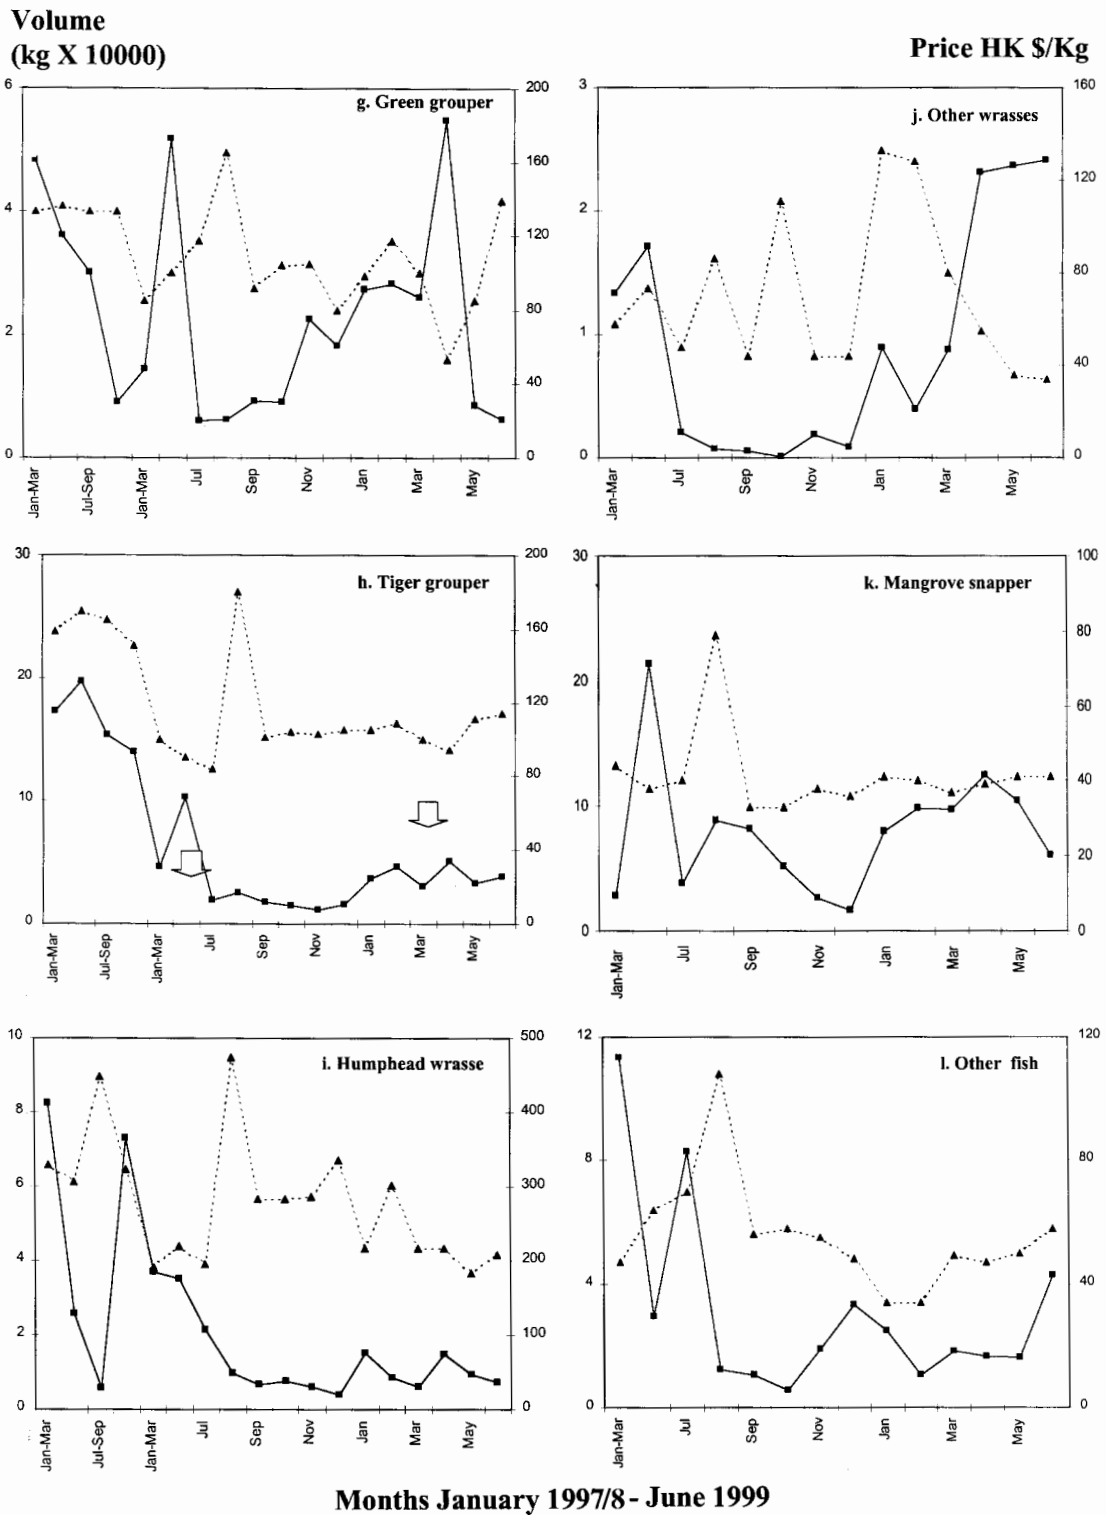 Volume
(kg X 10000)
Price HK $/Kg
g. Green grouper
6
4
2
0
200
160
120
80
40
0
Jan-Mar
Jul-Sep
Jan-Mar
Jul
Sep
Nov
Jan
Mar
May
j. Other wrasses
3
2
1
0
160
120
80
40
0
Jan-Mar
Jul
Sep
Nov
Jan
Mar
May
h. Tiger grouper
30
20
10
0
200
160
120
80
40
0
Jan-Mar
Jul-Sep
Jan-Mar
Jul
Sep
Nov
Jan
Mar
May
k. Mangrove snapper
30
20
10
0
100
80
60
40
20
0
Jan-Mar
Jul
Sep
Nov
Jan
Mar
May
i. Humphead wrasse
10
8
6
4
2
0
500
400
300
200
100
0
Jan-Mar
Jul-Sep
Jan-Mar
Jul
Sep
Nov
Jan
Mar
May
l. Other fish
12
8
4
0
120
80
40
0
Jan-Mar
Jul
Sep
Nov
Jan
Mar
May
Months January 1997/8 - June 1999